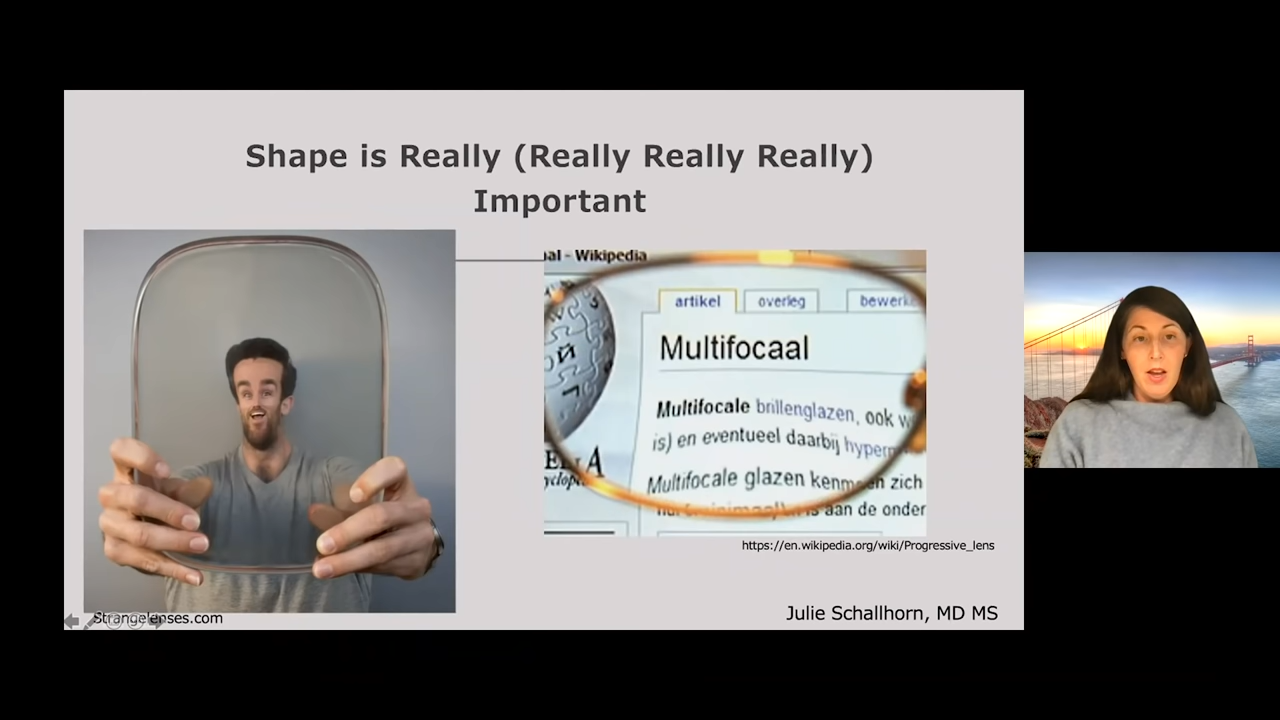 Shape is Really (Really Really Really)
Important
al - Wikipedia
artikel overleg bewerke
Multifocaal
Multifocale brillenglazen, ook w
is) en eventueel daarbij hyperm
Multifocale glazen kenmerken zich
aan de onder
https://en.wikipedia.org/wiki/Progressive_lens
Strangelenses.com
Julie Schallhorn, MD MS